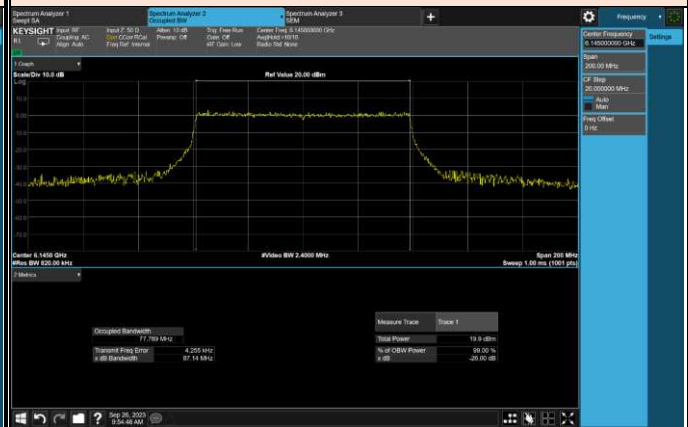 Spectrum Analyzer 1
Swept SA
Spectrum Analyzer 2
Occupied BW
Spectrum Analyzer 3
SEM
+
Frequency
KEYSIGHT
Input: RF
Coupling: AC
Align: Auto
Input Z: 50 Ω
Corr CCorr RCal
Freq Ref: Internal
Atten: 10 dB
Preamp: Off
Trig: Free Run
Gate: Off
#IF Gain: Low
Center Freq: 6.145000000 GHz
Avg|Hold: >10/10
Radio Std: None
Center Frequency
6.145000000 GHz
Settings
Span
200.00 MHz
CF Step
20.000000 MHz
Auto
Man
Freq Offset
0 Hz
1 Graph
Scale/Div 10.0 dB
Ref Value 20.00 dBm
Log
Center 6.1450 GHz
#Res BW 820.00 kHz
#Video BW 2.4000 MHz
Span 200 MHz
Sweep 1.00 ms (1001 pts)
2 Metrics
Measure Trace
Trace 1
Occupied Bandwidth
77.769 MHz
Total Power
19.9 dBm
Transmit Freq Error
4.255 kHz
% of OBW Power
99.00 %
x dB Bandwidth
87.14 MHz
x dB
-26.00 dB
?
Sep 26, 2023
9:54:46 AM